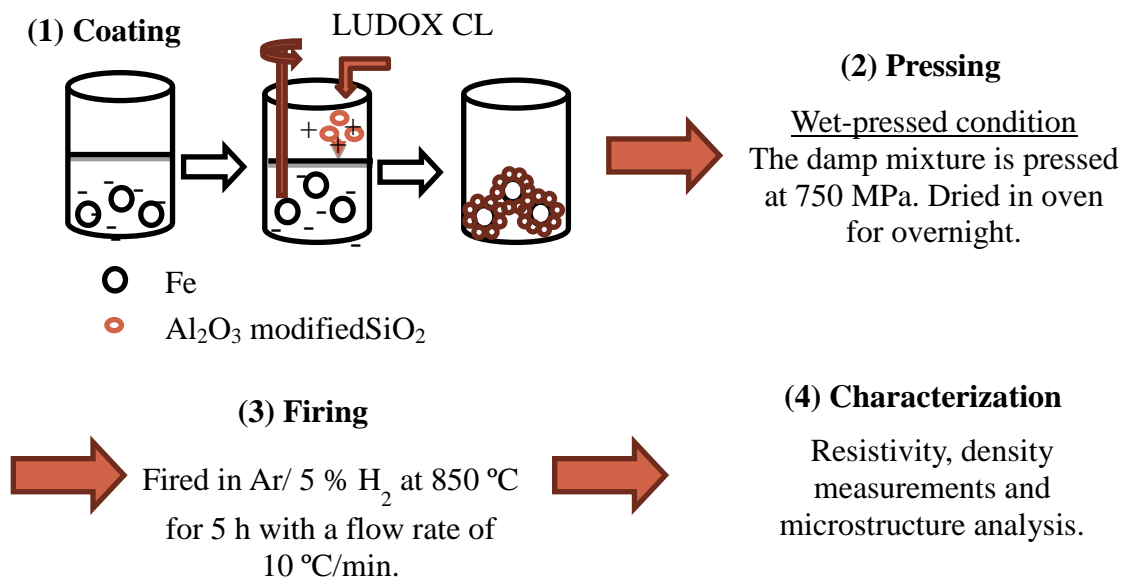 (1) Coating
LUDOX CL
+ +
+
- - -
-
- - -
- -
-
Fe
Al₂O₃ modifiedSiO₂
(2) Pressing
Wet-pressed condition
The damp mixture is pressed
at 750 MPa. Dried in oven
for overnight.
(3) Firing
Fired in Ar/ 5 % H₂ at 850 ºC
for 5 h with a flow rate of
10 ºC/min.
(4) Characterization
Resistivity, density
measurements and
microstructure analysis.